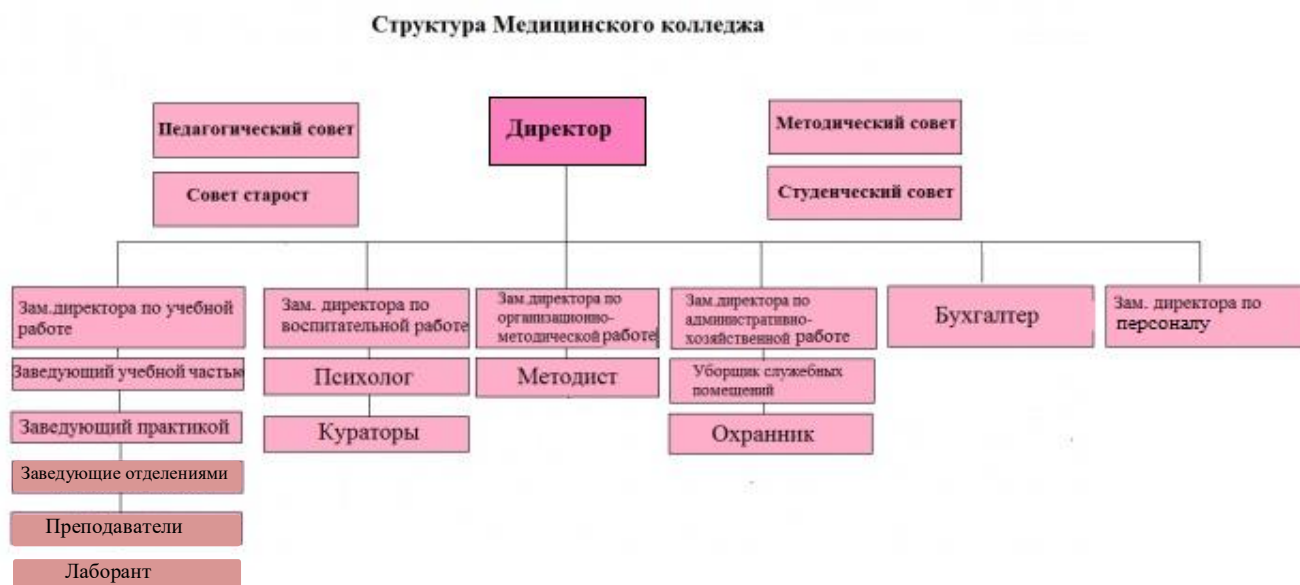 Структура Медицинского колледжа
Педагогический совет
Директор
Методический совет
Совет старост
Студенческий совет
Зам.директора по учебной
работе
Зам. директора по
воспитательной работе
Зам.директора по
организационно-
методической работе
Зам.директора по
административно-
хозяйственной работе
Бухгалтер
Зам. директора по
персоналу
Заведующий учебной частью
Психолог
Методист
Уборщик служебных
помещений
Заведующий практикой
Кураторы
Охранник
Заведующие отделениями
Преподаватели
Лаборант